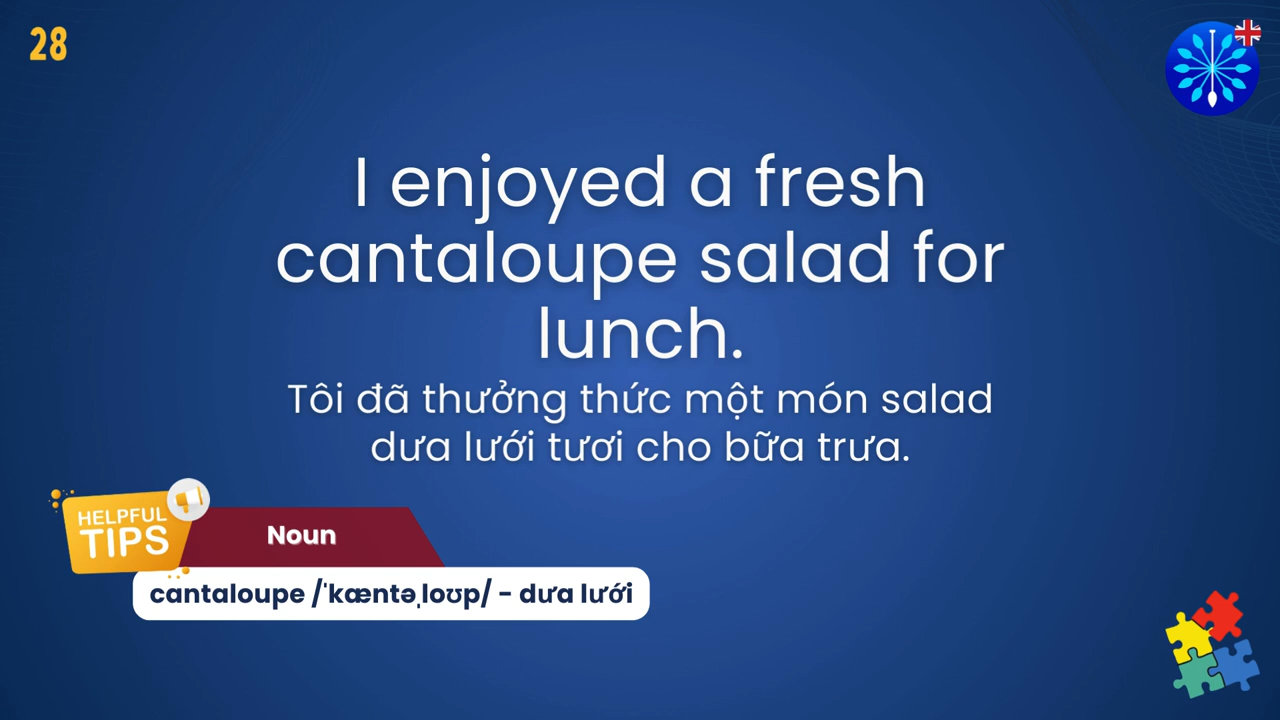 28
I enjoyed a fresh
cantaloupe salad for
lunch.
Tôi đã thưởng thức một món salad
dưa lưới tươi cho bữa trưa.
HELPFUL
TIPS
Noun
cantaloupe /ˈkæntəˌloʊp/ - dưa lưới